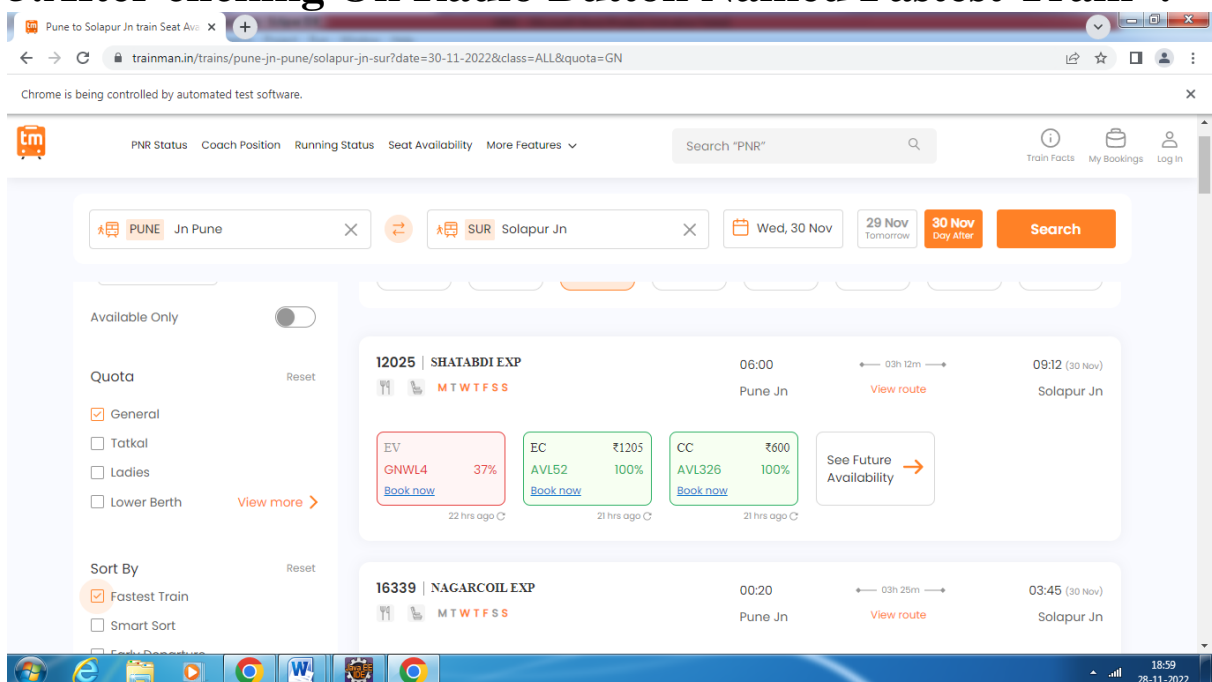 Pune to Solapur Jn train Seat Ava
trainman.in/trains/pune-jn-pune/solapur-jn-sur?date=30-11-2022&class=ALL&quota=GN
Chrome is being controlled by automated test software.
tm
PNR Status Coach Position Running Status Seat Availability More Features
Search "PNR"
Train Facts My Bookings Log In
PUNE Jn Pune
SUR Solapur Jn
Wed, 30 Nov
29 Nov
Tomorrow
30 Nov
Day After
Search
Available Only
Quota Reset
General
Tatkal
Ladies
Lower Berth View more
Sort By Reset
Fastest Train
Smart Sort
Early Departure
12025 | SHATABDI EXP
M T W T F S S
06:00 03h 12m 09:12 (30 Nov)
Pune Jn View route Solapur Jn
EV
GNWL4 37%
Book now
22 hrs ago
EC ₹1205
AVL52 100%
Book now
21 hrs ago
CC ₹600
AVL326 100%
Book now
21 hrs ago
See Future
Availability
16339 | NAGARCOIL EXP
M T W T F S S
00:20 03h 25m 03:45 (30 Nov)
Pune Jn View route Solapur Jn
18:59
28-11-2022